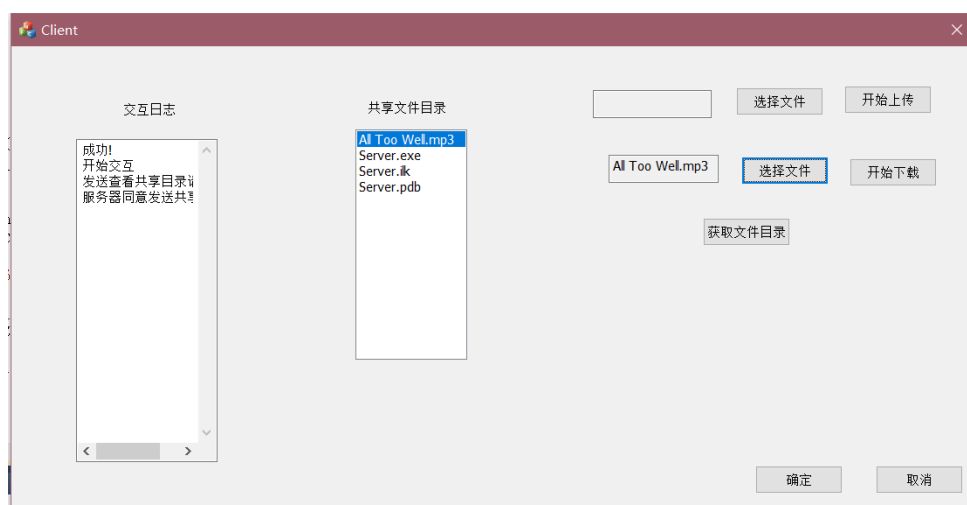 Client
交互日志
成功!
开始交互
发送查看共享目录
服务器同意发送共享
共享文件目录
All Too Well.mp3
Server.exe
Server.ilk
Server.pdb
选择文件
开始上传
All Too Well.mp3
选择文件
开始下载
获取文件目录
确定
取消